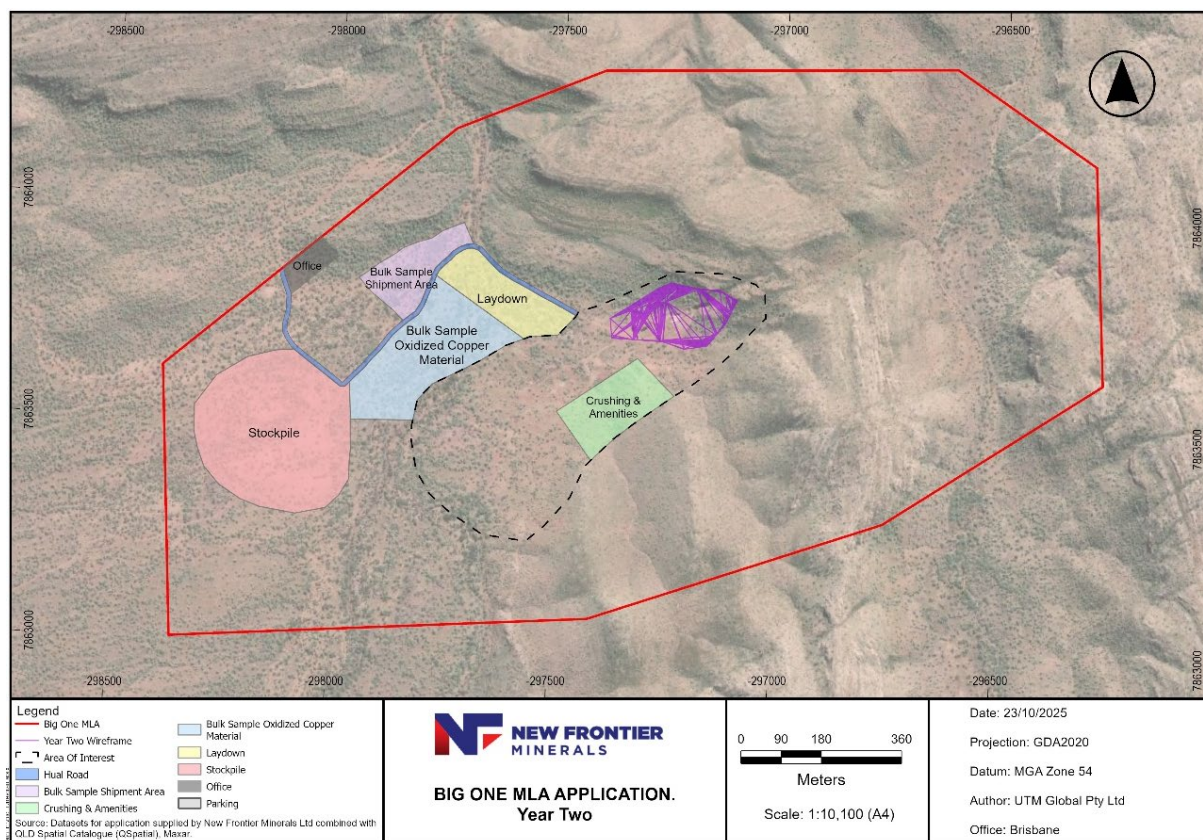 -298500 -298000 -297500 -297000 -296500
7864000
7864000
Office
Bulk Sample
Shipment Area
Laydown
Bulk Sample
Oxidized Copper
Material
Crushing &
Amenities
Stockpile
7863500
7863500
7863000
7863000
-298500 -298000 -297500 -297000 -296500
Legend
Big One MLA
Year Two Wireframe
Area Of Interest
Hual Road
Bulk Sample Shipment Area
Crushing & Amenities
Bulk Sample Oxidized Copper
Material
Laydown
Stockpile
Office
Parking
Source: Datasets for application supplied by New Frontier Minerals Ltd combined with
QLD Spatial Catalogue (QSpatial), Maxar.
NF NEW FRONTIER
MINERALS
BIG ONE MLA APPLICATION.
Year Two
0 90 180 360
Meters
Scale: 1:10,100 (A4)
Date: 23/10/2025
Projection: GDA2020
Datum: MGA Zone 54
Author: UTM Global Pty Ltd
Office: Brisbane